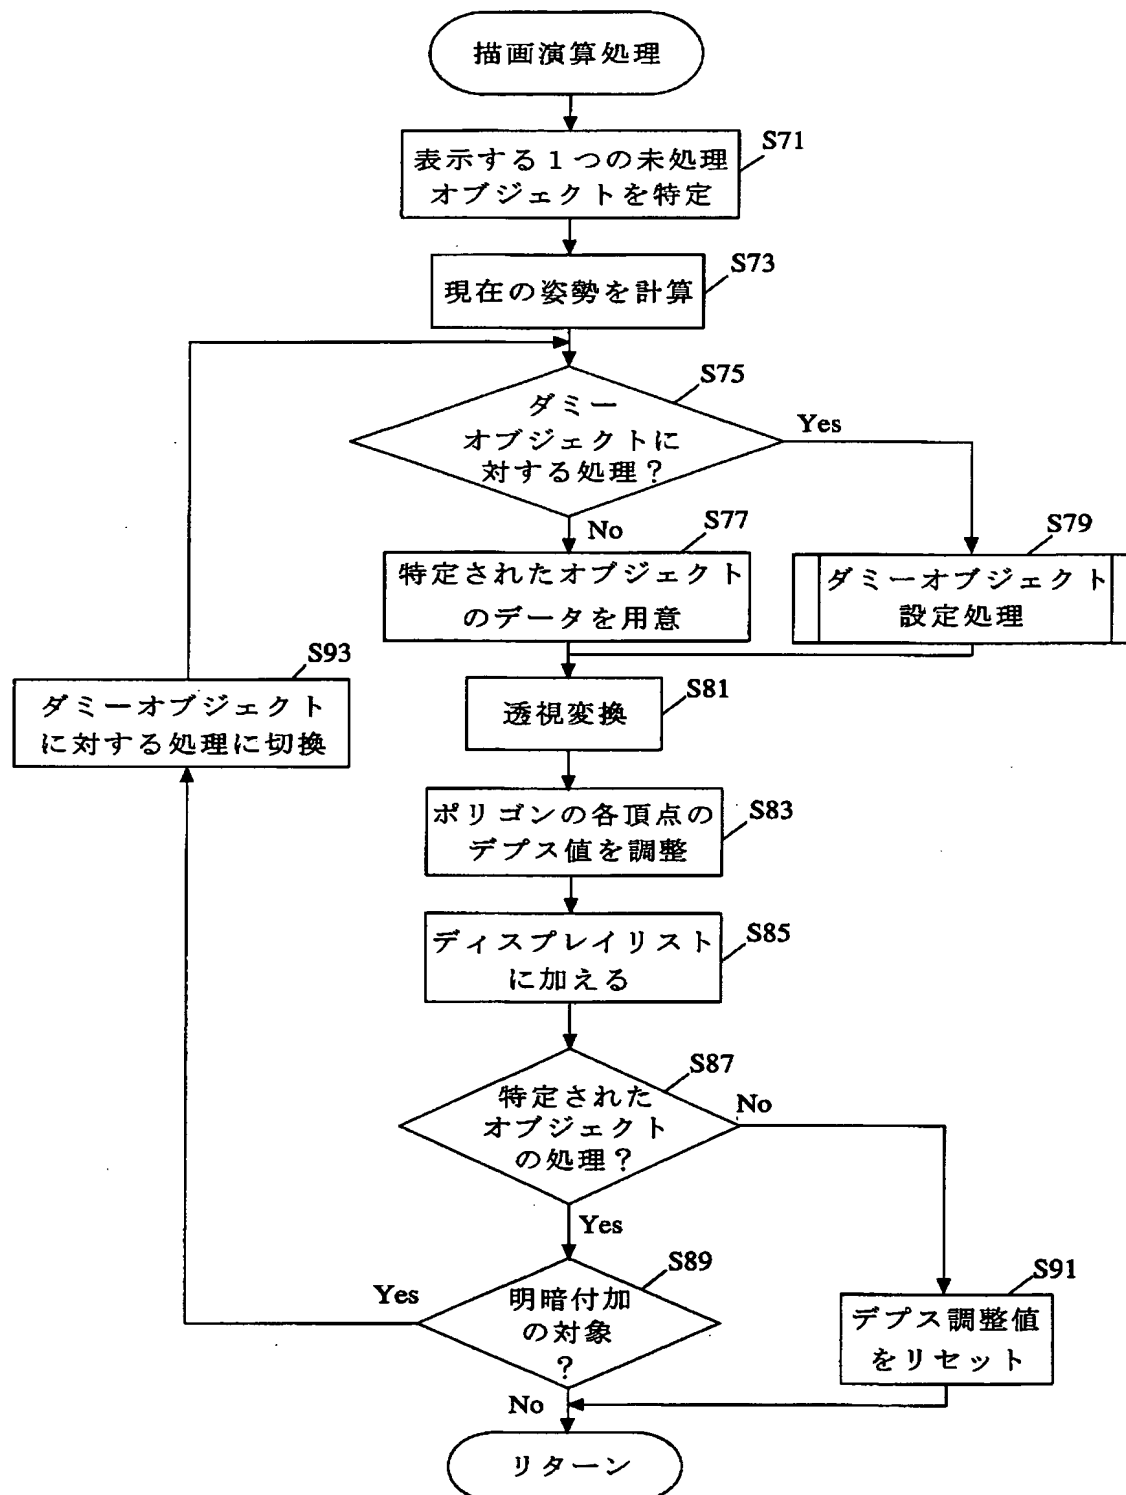 描画演算処理
S71
表示する１つの未処理
オブジェクトを特定
S73
現在の姿勢を計算
S75
ダミー
オブジェクトに
対する処理？
Yes
No
S77
特定されたオブジェクト
のデータを用意
S79
ダミーオブジェクト
設定処理
S93
ダミーオブジェクト
に対する処理に切換
S81
透視変換
S83
ポリゴンの各頂点の
デプス値を調整
S85
ディスプレイリスト
に加える
S87
特定された
オブジェクト
の処理？
No
Yes
S89
明暗付加
の対象
？
Yes
No
S91
デプス調整値
をリセット
リターン